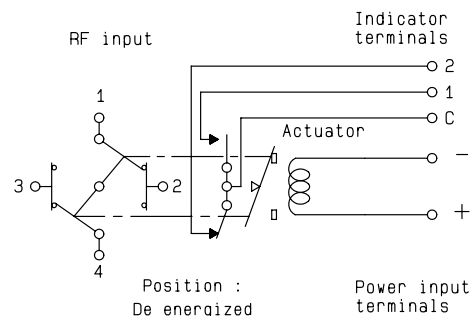 Indicator
terminals
RF input
2
1
C
Actuator
1
3
2
4
−
+
Position :
De energized
Power input
terminals